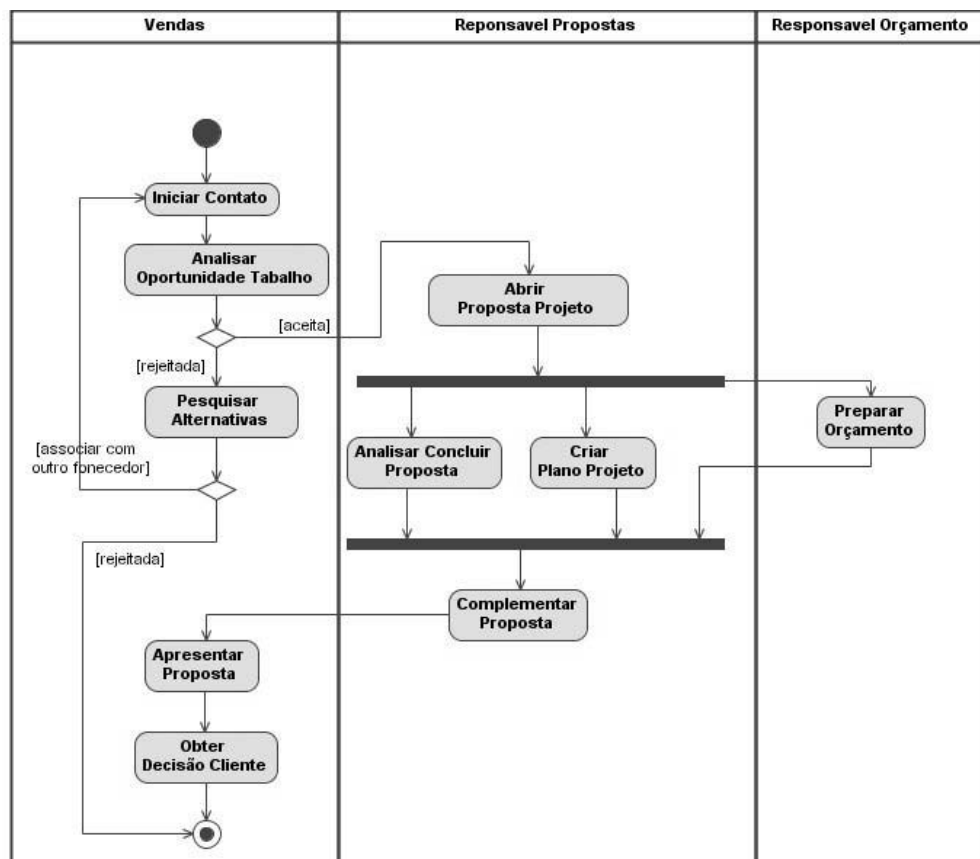 Vendas
Reponsavel Propostas
Responsavel Orçamento
Iniciar Contato
Analisar
Oportunidade Tabalho
[aceita]
Abrir
Proposta Projeto
[rejeitada]
Pesquisar
Alternativas
Preparar
Orçamento
[associar com
outro fonecedor]
Analisar Concluir
Proposta
Criar
Plano Projeto
[rejeitada]
Complementar
Proposta
Apresentar
Proposta
Obter
Decisão Cliente